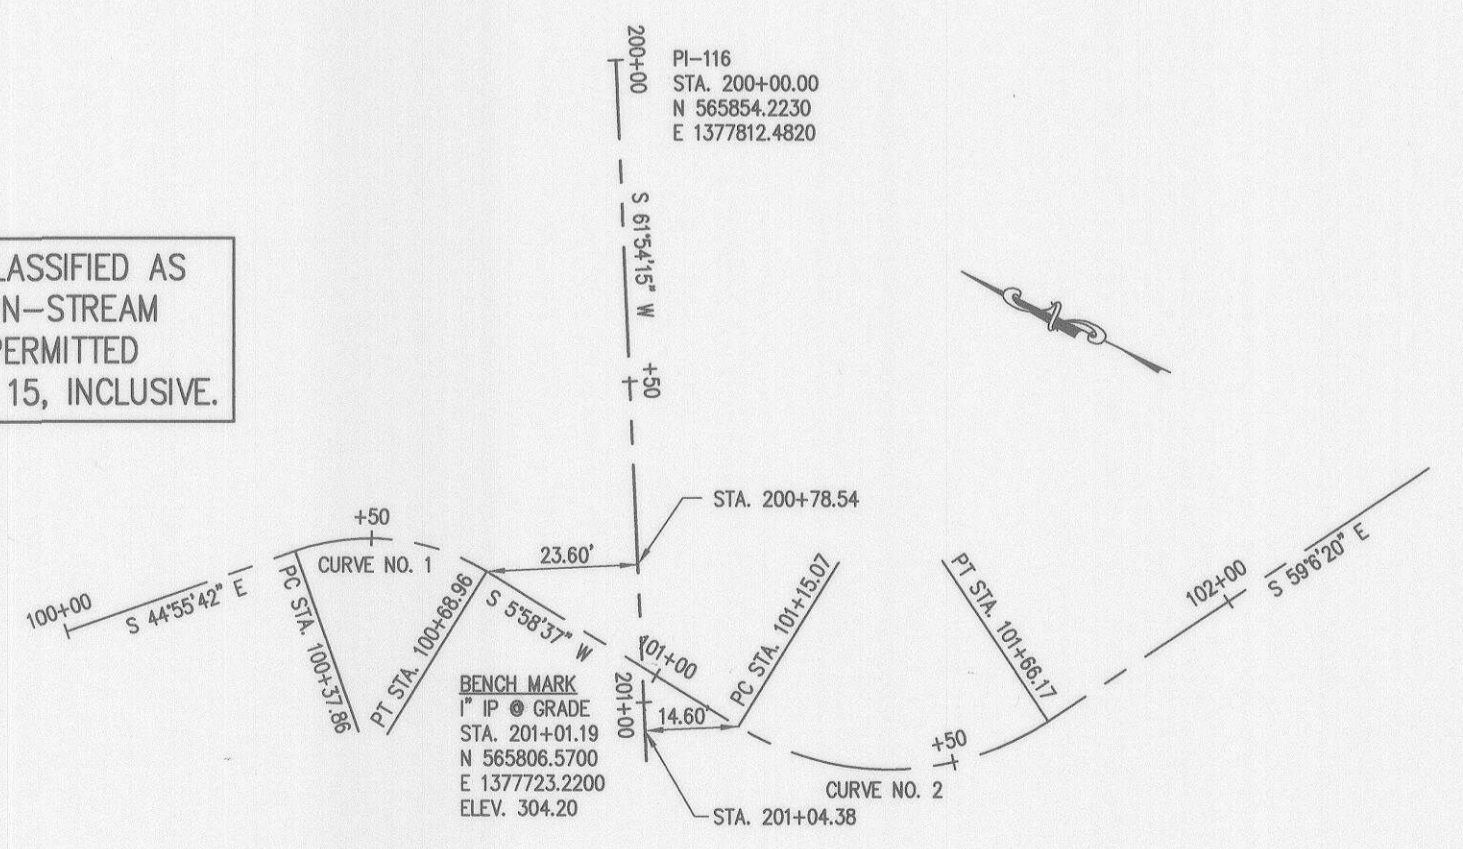 200+00
PI-116
STA. 200+00.00
N 565854.2230
E 1377812.4820
S 61°54'15" W
LASSIFIED AS
N-STREAM
PERMITTED
15, INCLUSIVE.
+50
STA. 200+78.54
+50
CURVE NO. 1
23.60'
100+00
S 44°55'42" E
PC STA. 100+37.86
PT STA. 100+68.96
S 5°58'37" W
101+00
PC STA. 101+15.07
PT STA. 101+66.17
102+00
S 59°6'20" E
BENCH MARK
1" IP @ GRADE
STA. 201+01.19
N 565806.5700
E 1377723.2200
ELEV. 304.20
201+00
14.60'
+50
CURVE NO. 2
STA. 201+04.38